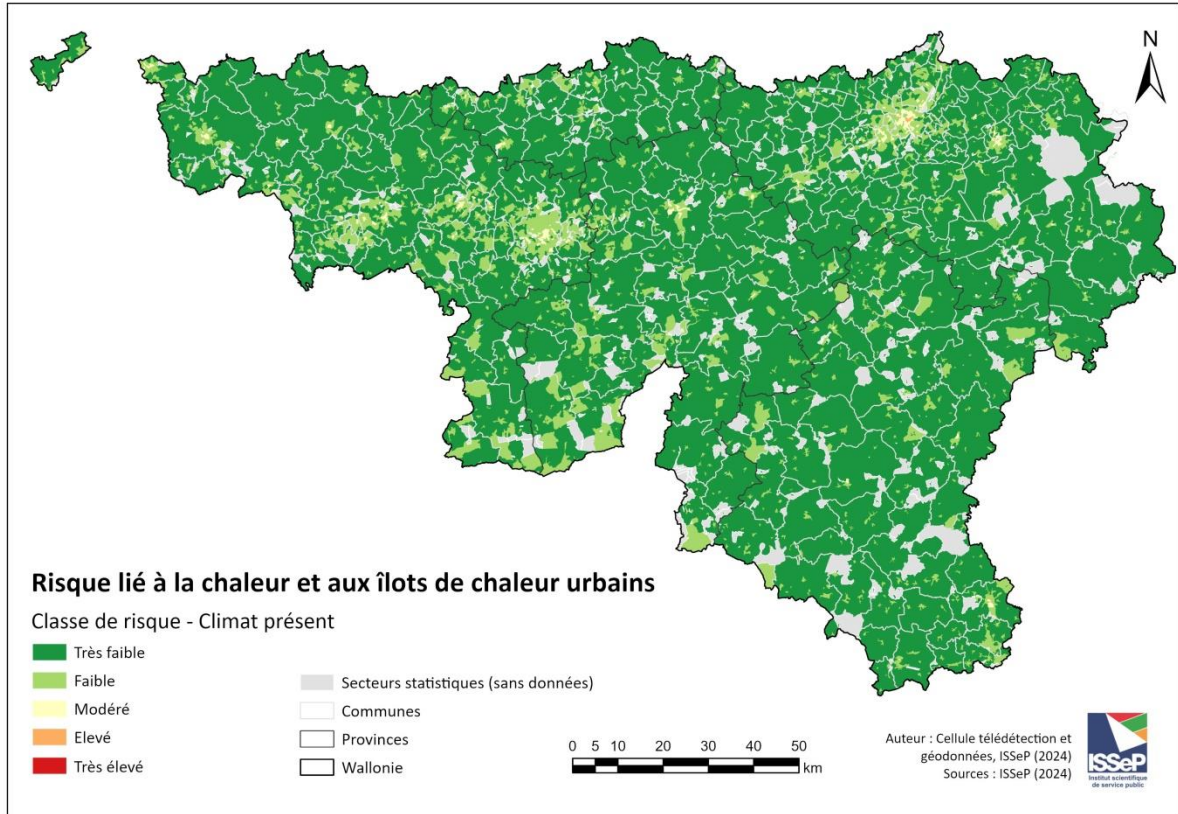 N
Risque lié à la chaleur et aux îlots de chaleur urbains
Classe de risque - Climat présent
Très faible
Faible
Modéré
Elevé
Très élevé
Secteurs statistiques (sans données)
Communes
Provinces
Wallonie
0 5 10 20 30 40 50
km
Auteur : Cellule télédétection et
géodonnées, ISSeP (2024)
Sources : ISSeP (2024)
ISSeP
Institut scientifique
de service public